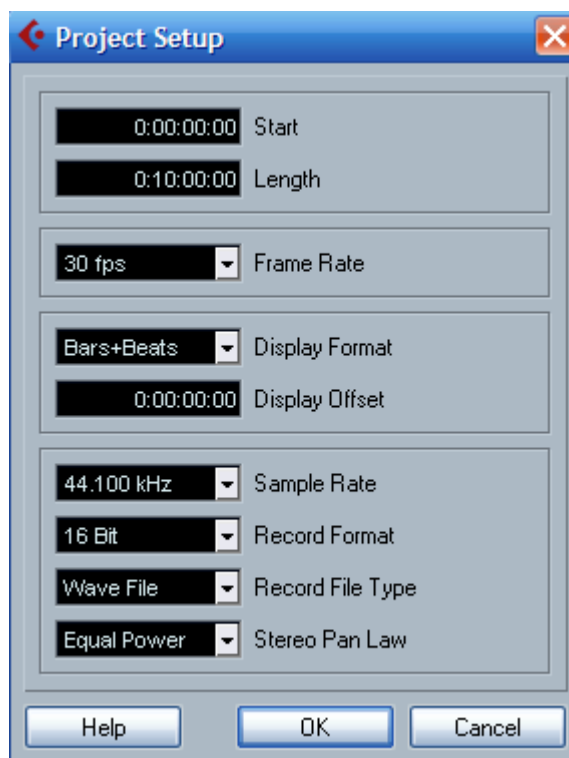 Project Setup
0:00:00:00 Start
0:10:00:00 Length
30 fps Frame Rate
Bars+Beats Display Format
0:00:00:00 Display Offset
44.100 kHz Sample Rate
16 Bit Record Format
Wave File Record File Type
Equal Power Stereo Pan Law
Help OK Cancel